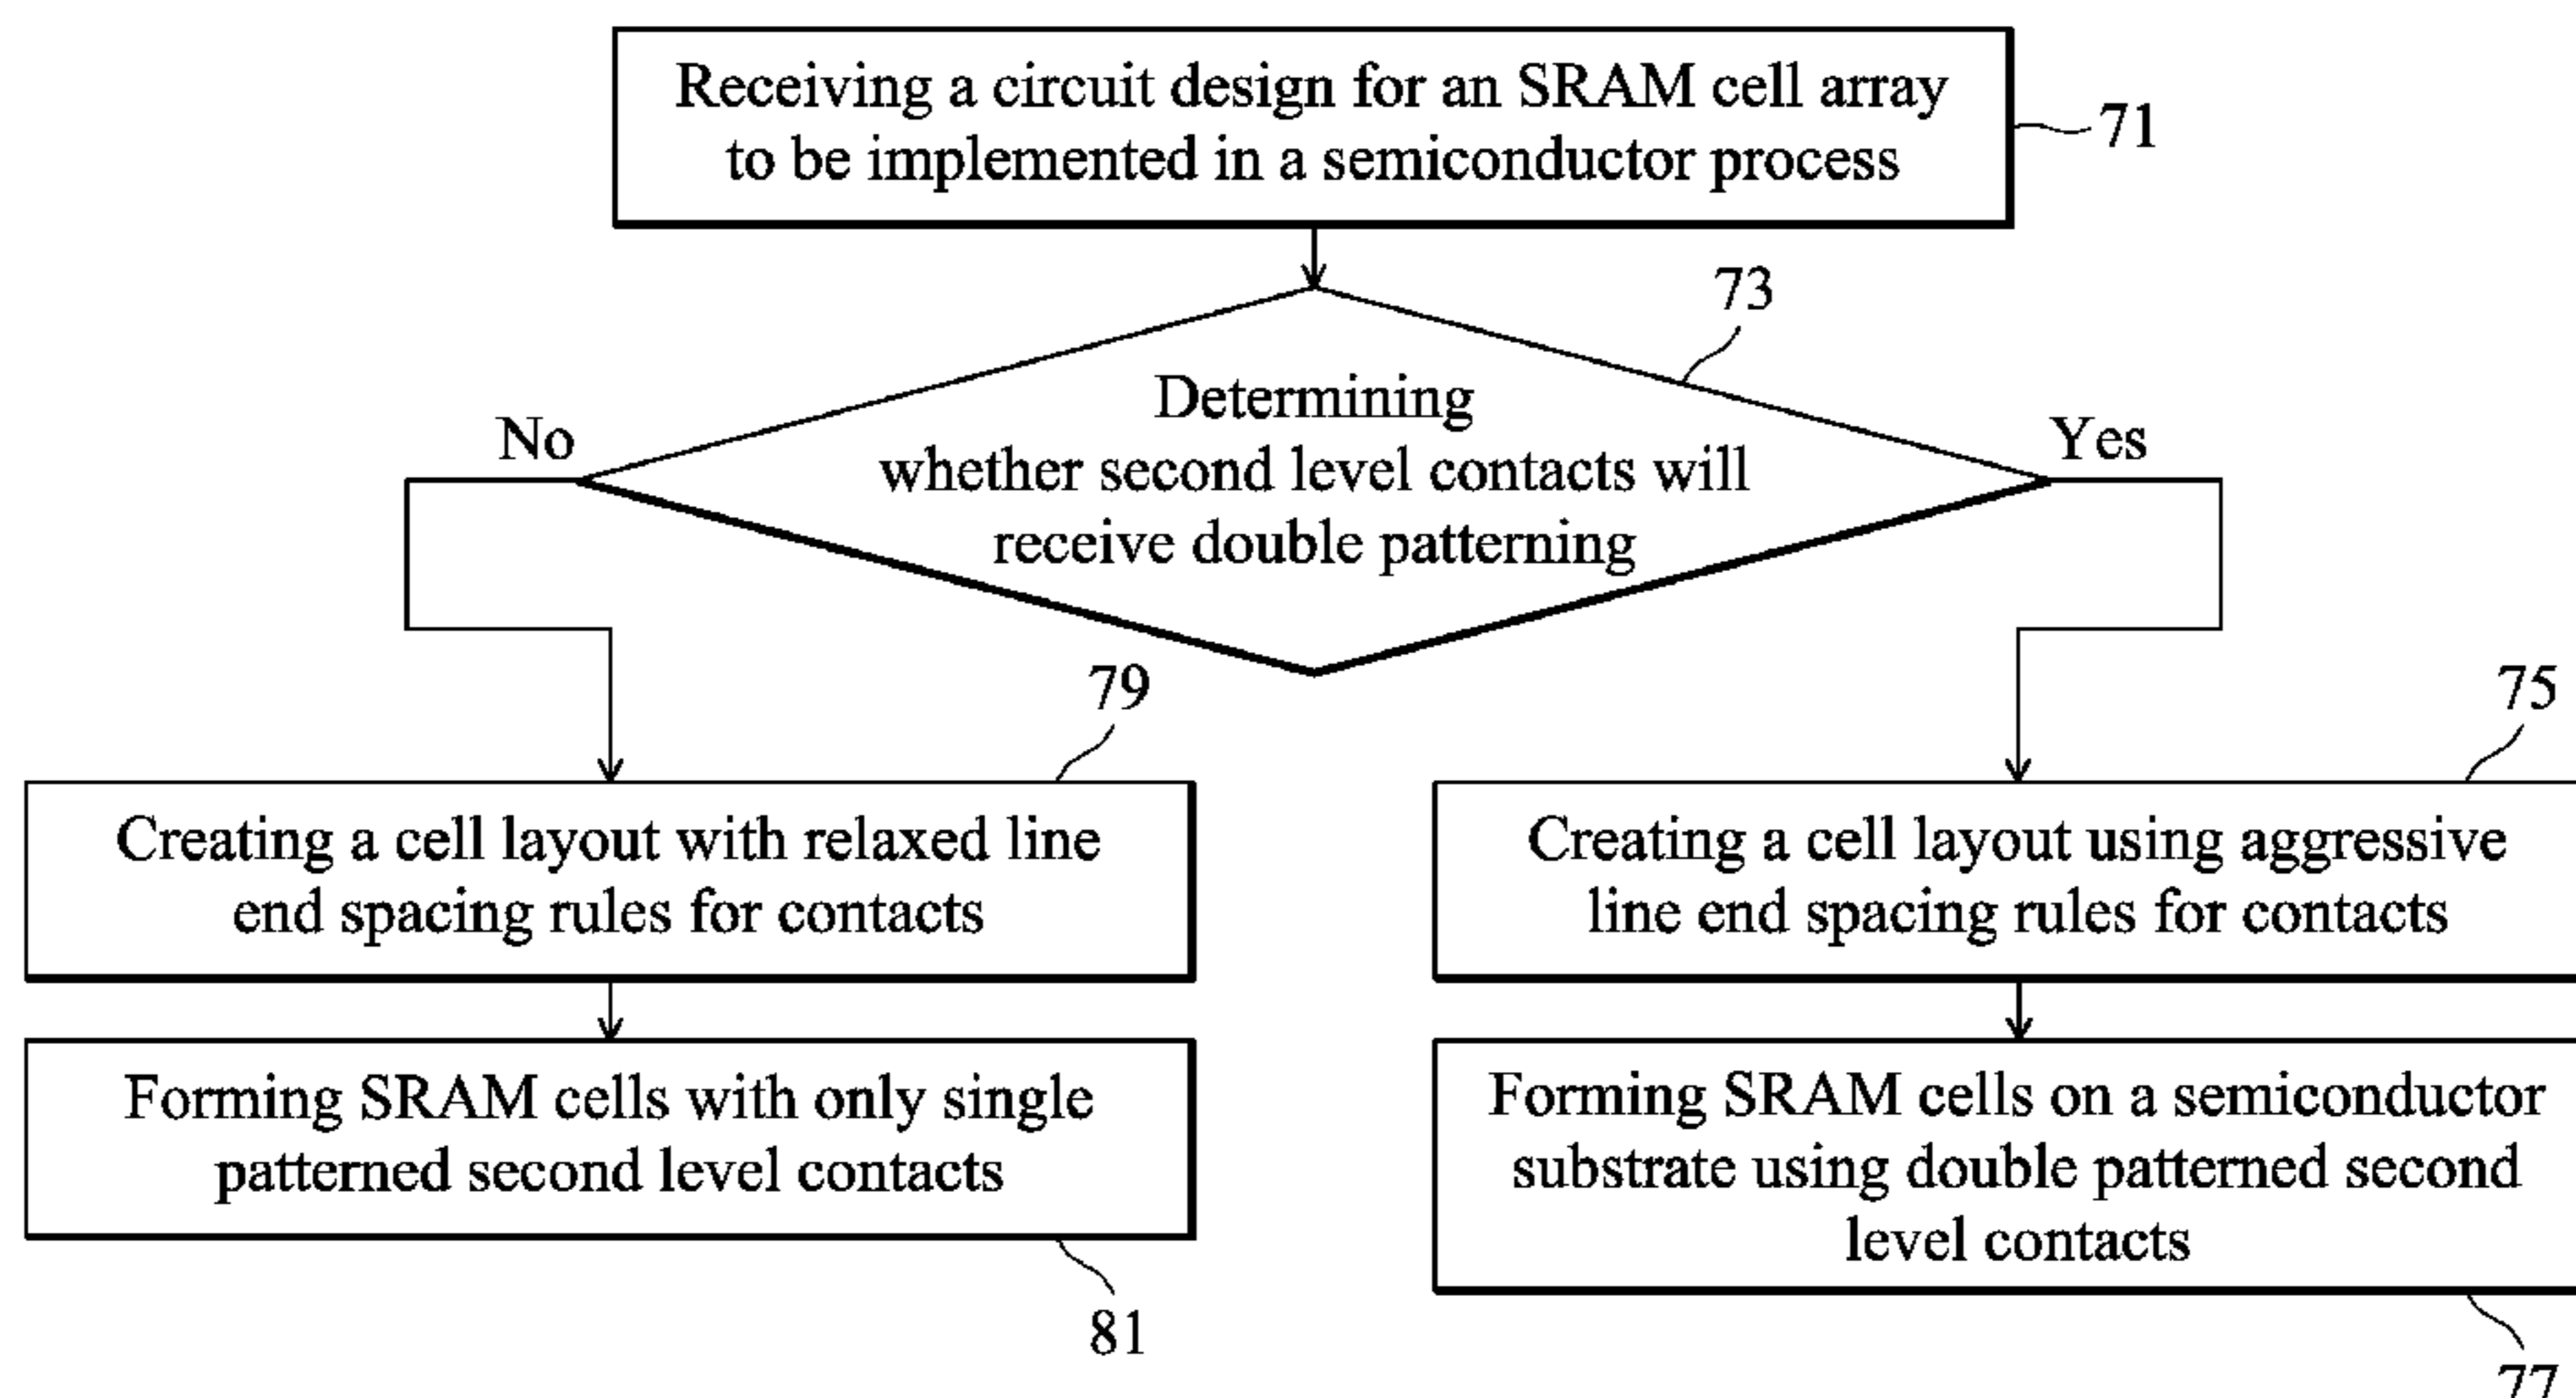 Receiving a circuit design for an SRAM cell array
to be implemented in a semiconductor process
71
73
Determining
whether second level contacts will
receive double patterning
No
Yes
79
Creating a cell layout with relaxed line
end spacing rules for contacts
75
Creating a cell layout using aggressive
line end spacing rules for contacts
Forming SRAM cells with only single
patterned second level contacts
81
Forming SRAM cells on a semiconductor
substrate using double patterned second
level contacts
77